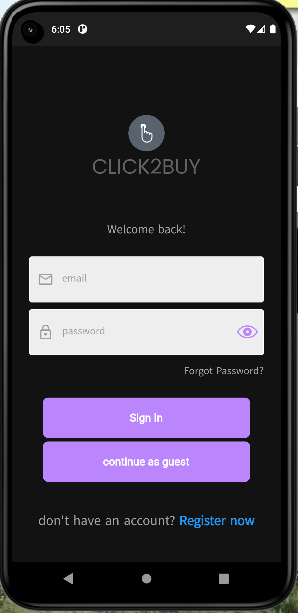 6:05
CLICK2BUY
Welcome back!
email
password
Forgot Password?
Sign In
continue as guest
don't have an account? Register now